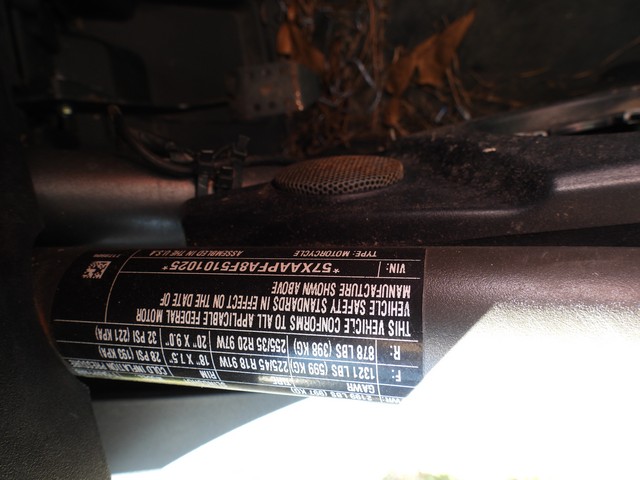 GAWR TIRE RIM COLD INFLATION PRESSURE
F: 1321 LBS (599 KG) 225/45 R18 91W 18" X 7.5" 28 PSI (193 KPA)
R: 878 LBS (398 KG) 255/35 R20 97W 20" X 9.0" 32 PSI (221 KPA)
THIS VEHICLE CONFORMS TO ALL APPLICABLE FEDERAL MOTOR
VEHICLE SAFETY STANDARDS IN EFFECT ON THE DATE OF
MANUFACTURE SHOWN ABOVE
VIN: *57XAAPFA8F5101025*
TYPE: MOTORCYCLE ASSEMBLED IN THE U.S.A